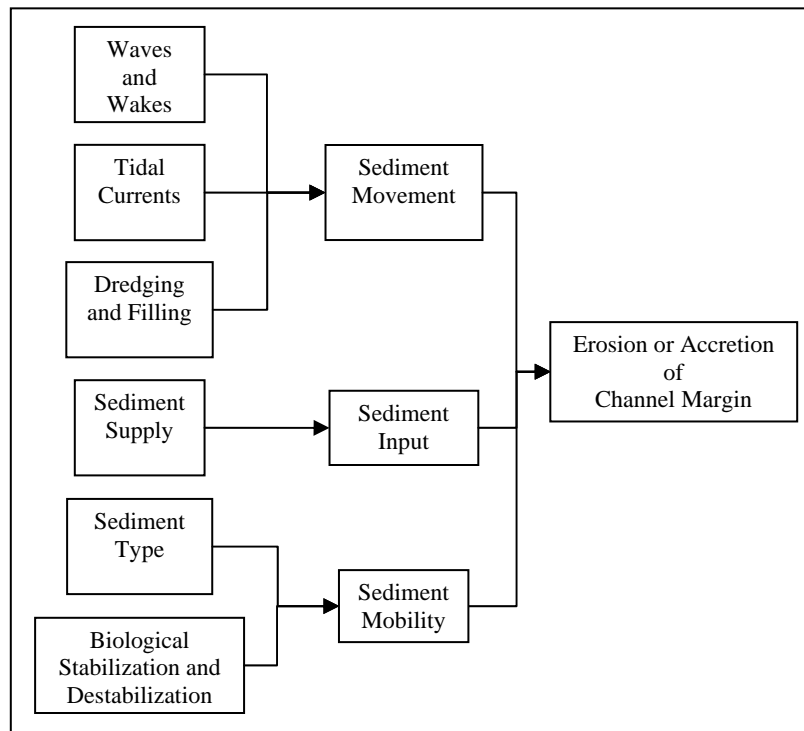 Waves
and
Wakes
Tidal
Currents
Sediment
Movement
Dredging
and Filling
Erosion or Accretion
of
Channel Margin
Sediment
Supply
Sediment
Input
Sediment
Type
Sediment
Mobility
Biological
Stabilization and
Destabilization